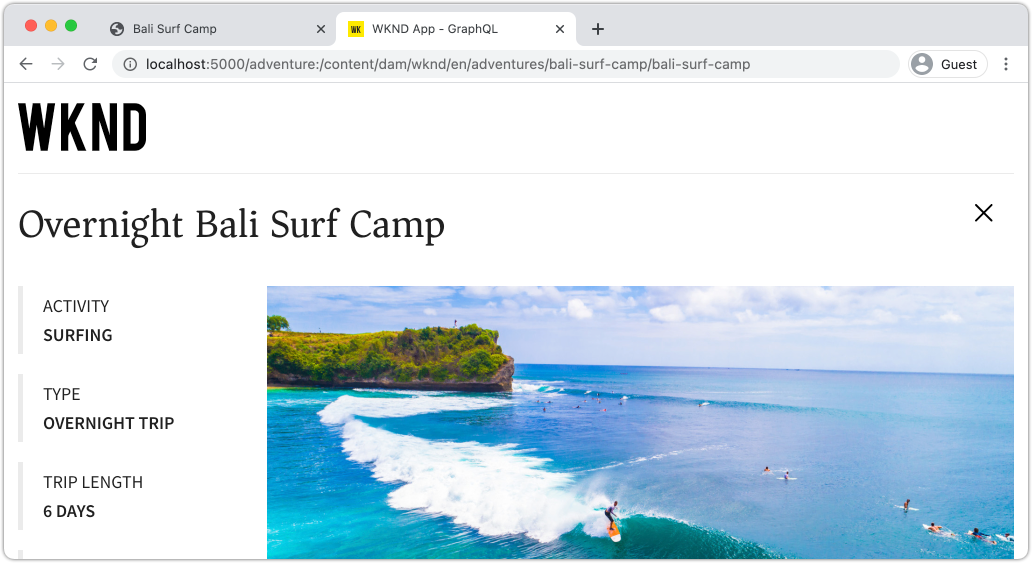 Bali Surf Camp
WK WKND App - GraphQL
localhost:5000/adventure:/content/dam/wknd/en/adventures/bali-surf-camp/bali-surf-camp
Guest
WKND
Overnight Bali Surf Camp
ACTIVITY
SURFING
TYPE
OVERNIGHT TRIP
TRIP LENGTH
6 DAYS